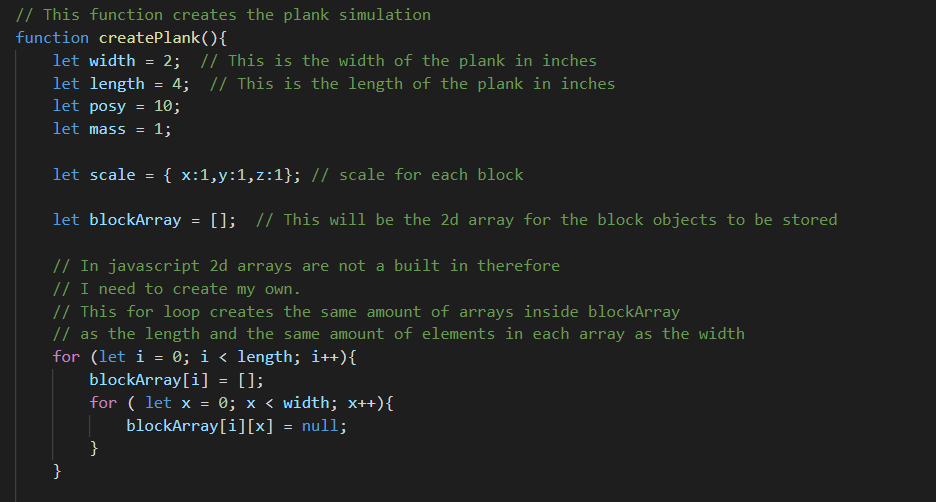 // This function creates the plank simulation
function createPlank(){
    let width = 2;  // This is the width of the plank in inches
    let length = 4;  // This is the length of the plank in inches
    let posy = 10;
    let mass = 1;

    let scale = { x:1,y:1,z:1}; // scale for each block

    let blockArray = [];  // This will be the 2d array for the block objects to be stored

    // In javascript 2d arrays are not a built in therefore
    // I need to create my own.
    // This for loop creates the same amount of arrays inside blockArray
    // as the length and the same amount of elements in each array as the width
    for (let i = 0; i < length; i++){
        blockArray[i] = [];
        for ( let x = 0; x < width; x++){
            blockArray[i][x] = null;
        }
    }